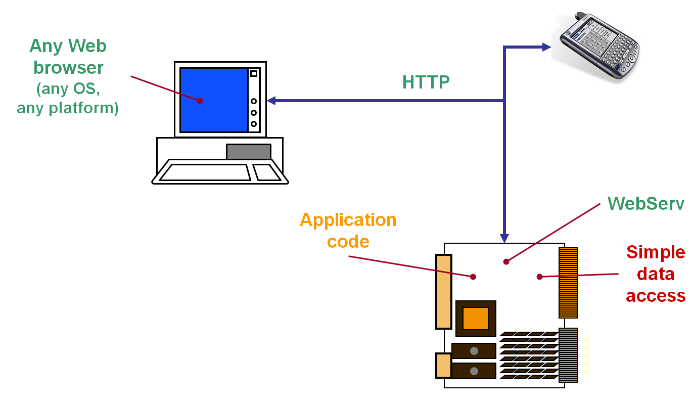 Any Web
browser
(any OS,
any platform)
HTTP
WebServ
Application
code
Simple
data
access